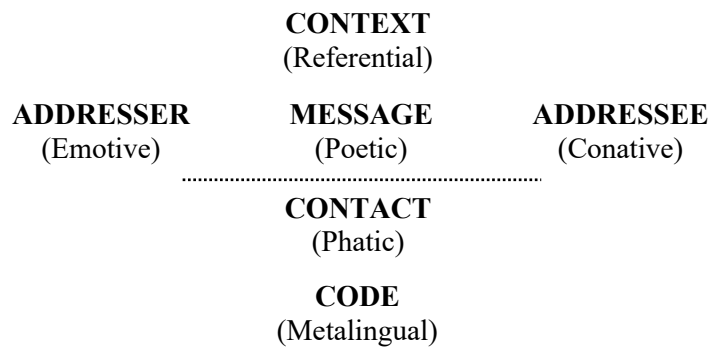 CONTEXT
(Referential)
ADDRESSER MESSAGE ADDRESSEE
(Emotive) (Poetic) (Conative)
CONTACT
(Phatic)
CODE
(Metalingual)